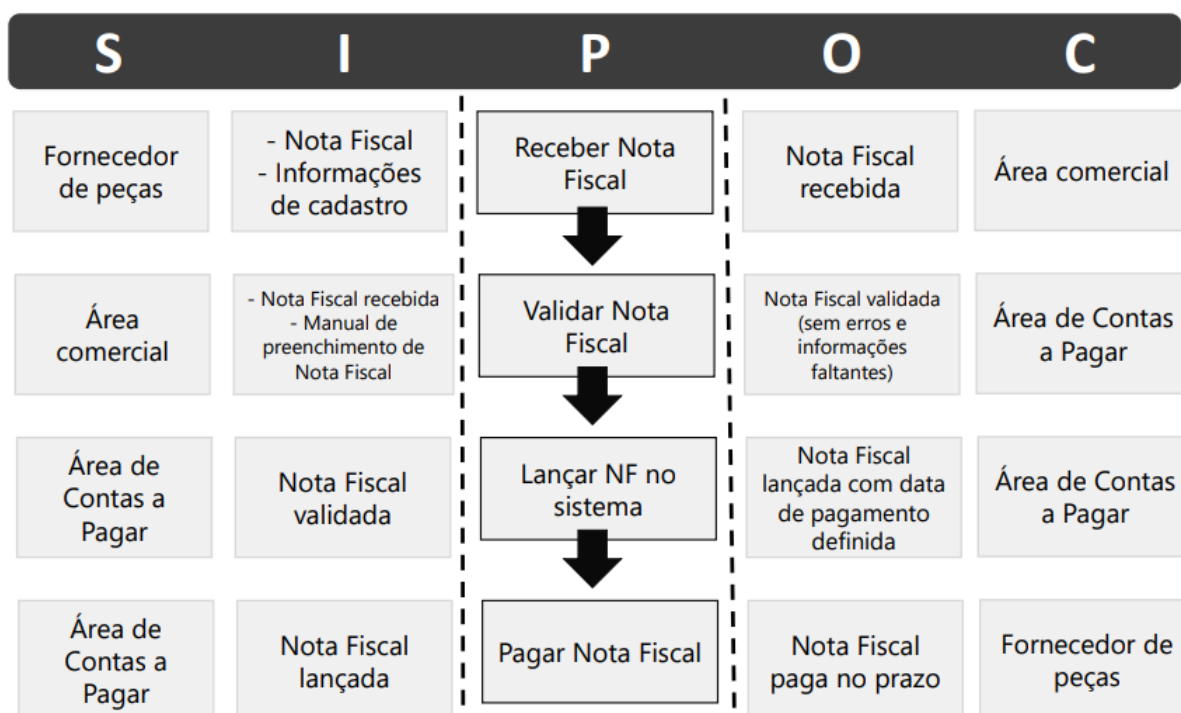 S I P O C
Fornecedor
de peças
- Nota Fiscal
- Informações
de cadastro
Receber Nota
Fiscal
Nota Fiscal
recebida
Área comercial
Área
comercial
- Nota Fiscal recebida
- Manual de
preenchimento de
Nota Fiscal
Validar Nota
Fiscal
Nota Fiscal validada
(sem erros e
informações
faltantes)
Área de Contas
a Pagar
Área de
Contas a
Pagar
Nota Fiscal
validada
Lançar NF no
sistema
Nota Fiscal
lançada com data
de pagamento
definida
Área de Contas
a Pagar
Área de
Contas a
Pagar
Nota Fiscal
lançada
Pagar Nota Fiscal
Nota Fiscal
paga no prazo
Fornecedor de
peças